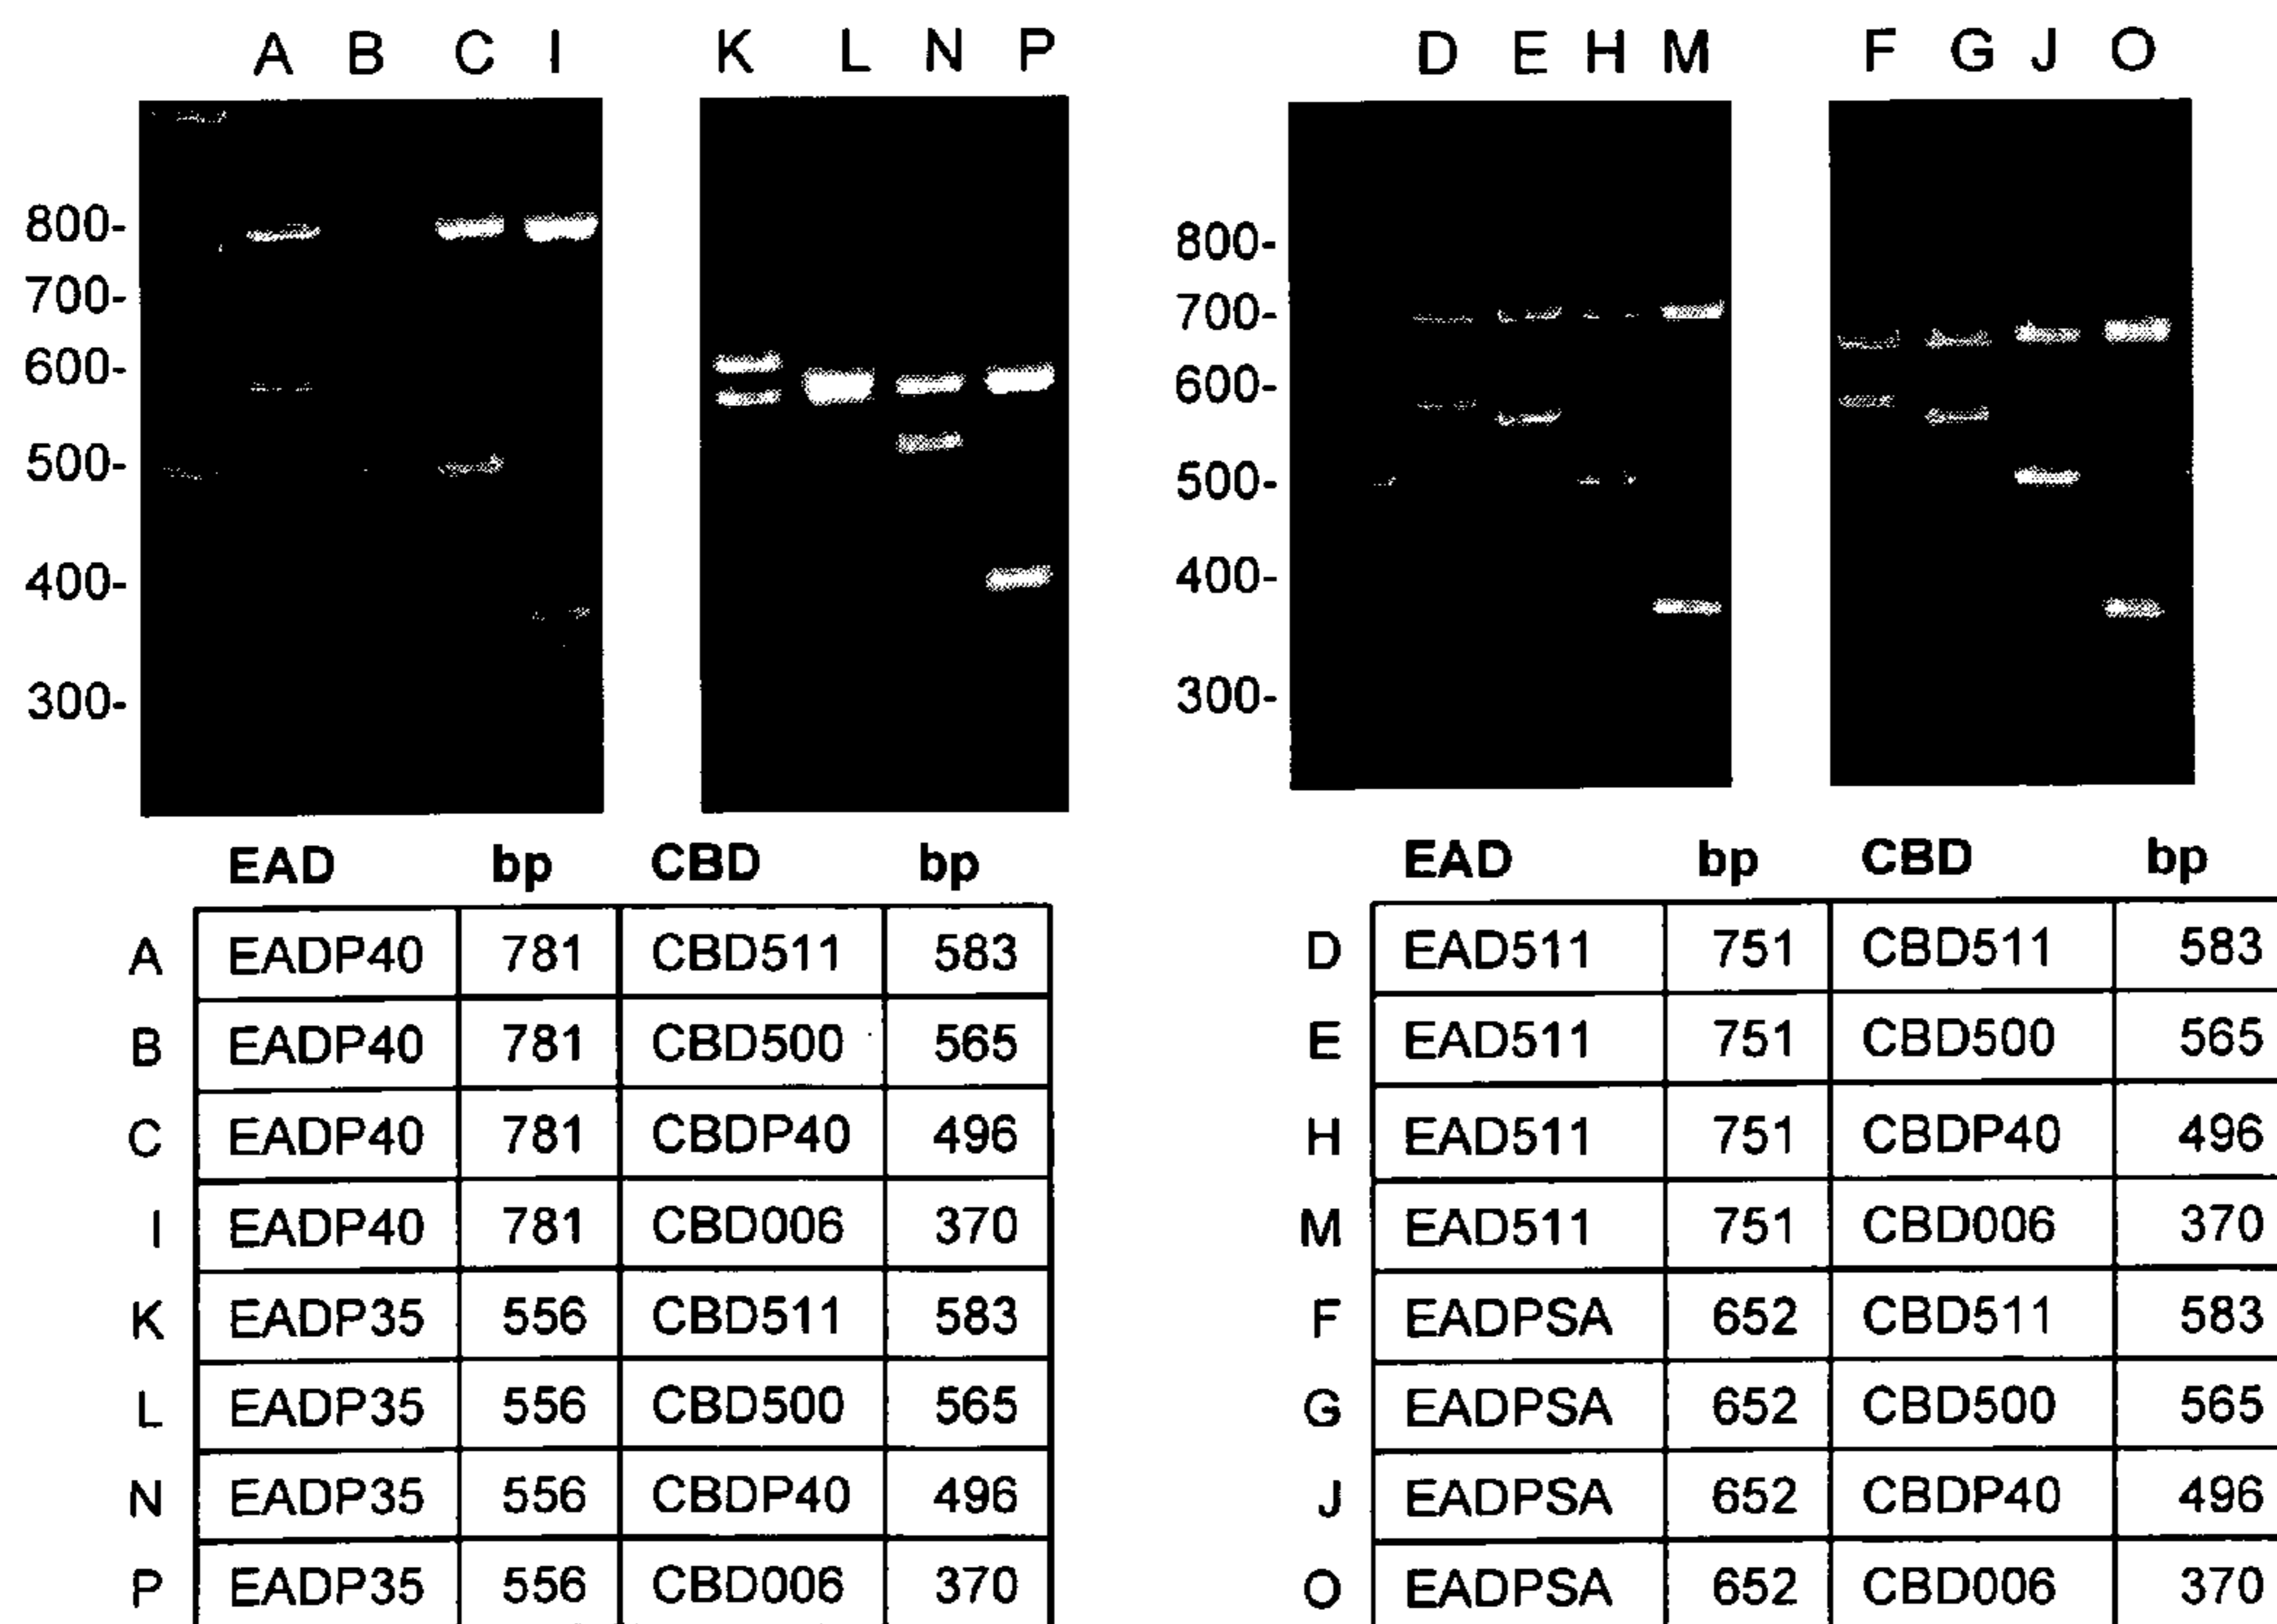 A B C I K L N P D E H M F G J O
800-
700-
600-
500-
400-
300-
800-
700-
600-
500-
400-
300-
EAD bp CBD bp
A EADP40 781 CBD511 583
B EADP40 781 CBD500 565
C EADP40 781 CBDP40 496
I EADP40 781 CBD006 370
K EADP35 556 CBD511 583
L EADP35 556 CBD500 565
N EADP35 556 CBDP40 496
P EADP35 556 CBD006 370
EAD bp CBD bp
D EAD511 751 CBD511 583
E EAD511 751 CBD500 565
H EAD511 751 CBDP40 496
M EAD511 751 CBD006 370
F EADPSA 652 CBD511 583
G EADPSA 652 CBD500 565
J EADPSA 652 CBDP40 496
O EADPSA 652 CBD006 370